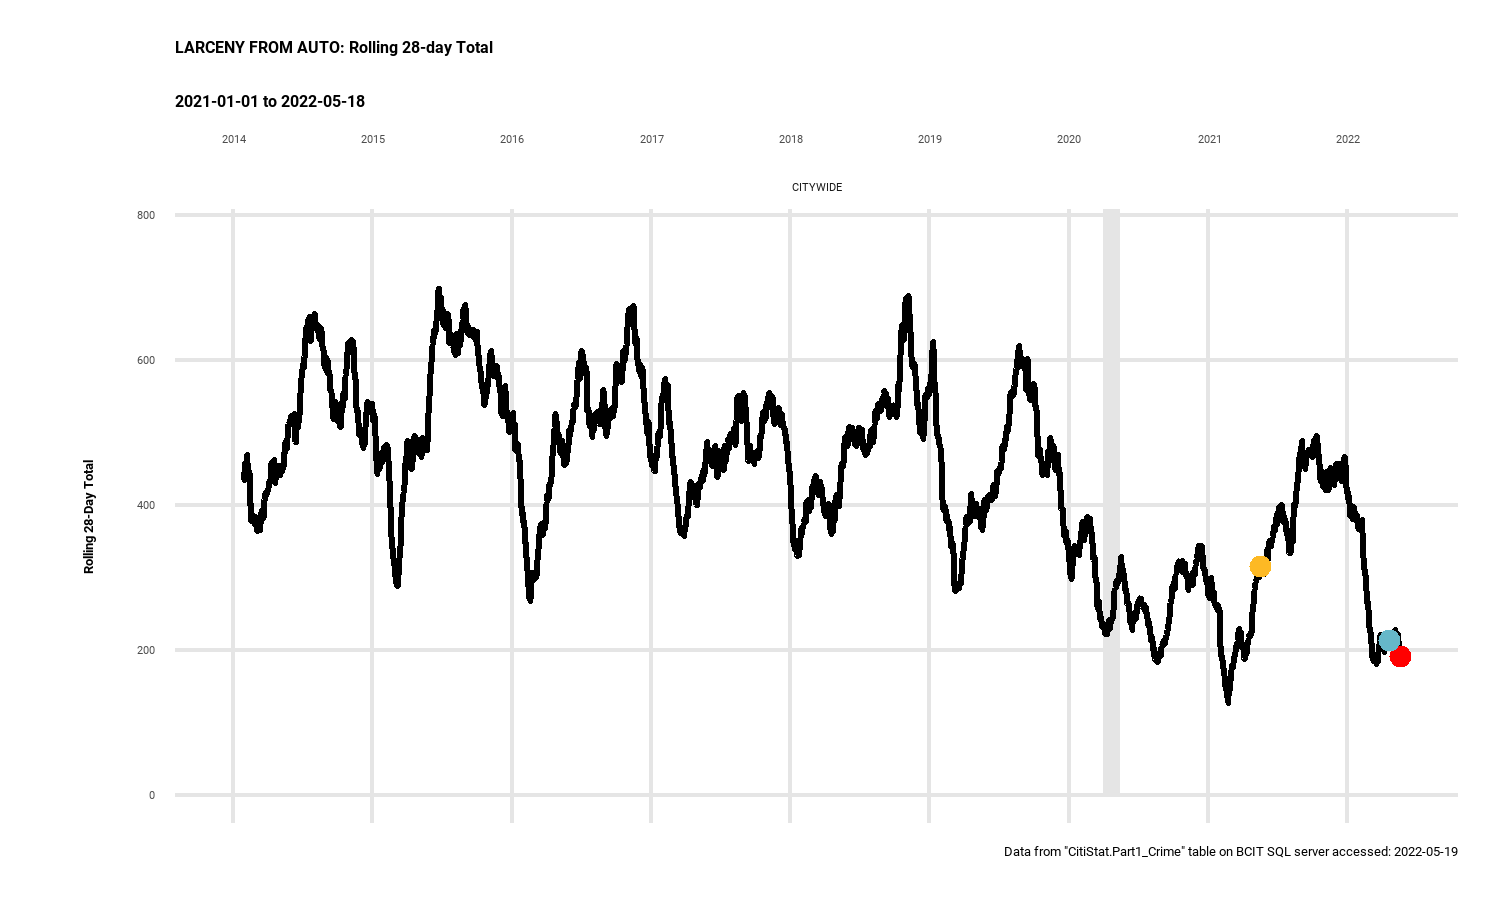 LARCENY FROM AUTO: Rolling 28-day Total
2021-01-01 to 2022-05-18
2014 2015 2016 2017 2018 2019 2020 2021 2022
CITYWIDE
800
600
400
200
0
Rolling 28-Day Total
Data from "CitiStat.Part1_Crime" table on BCIT SQL server accessed: 2022-05-19